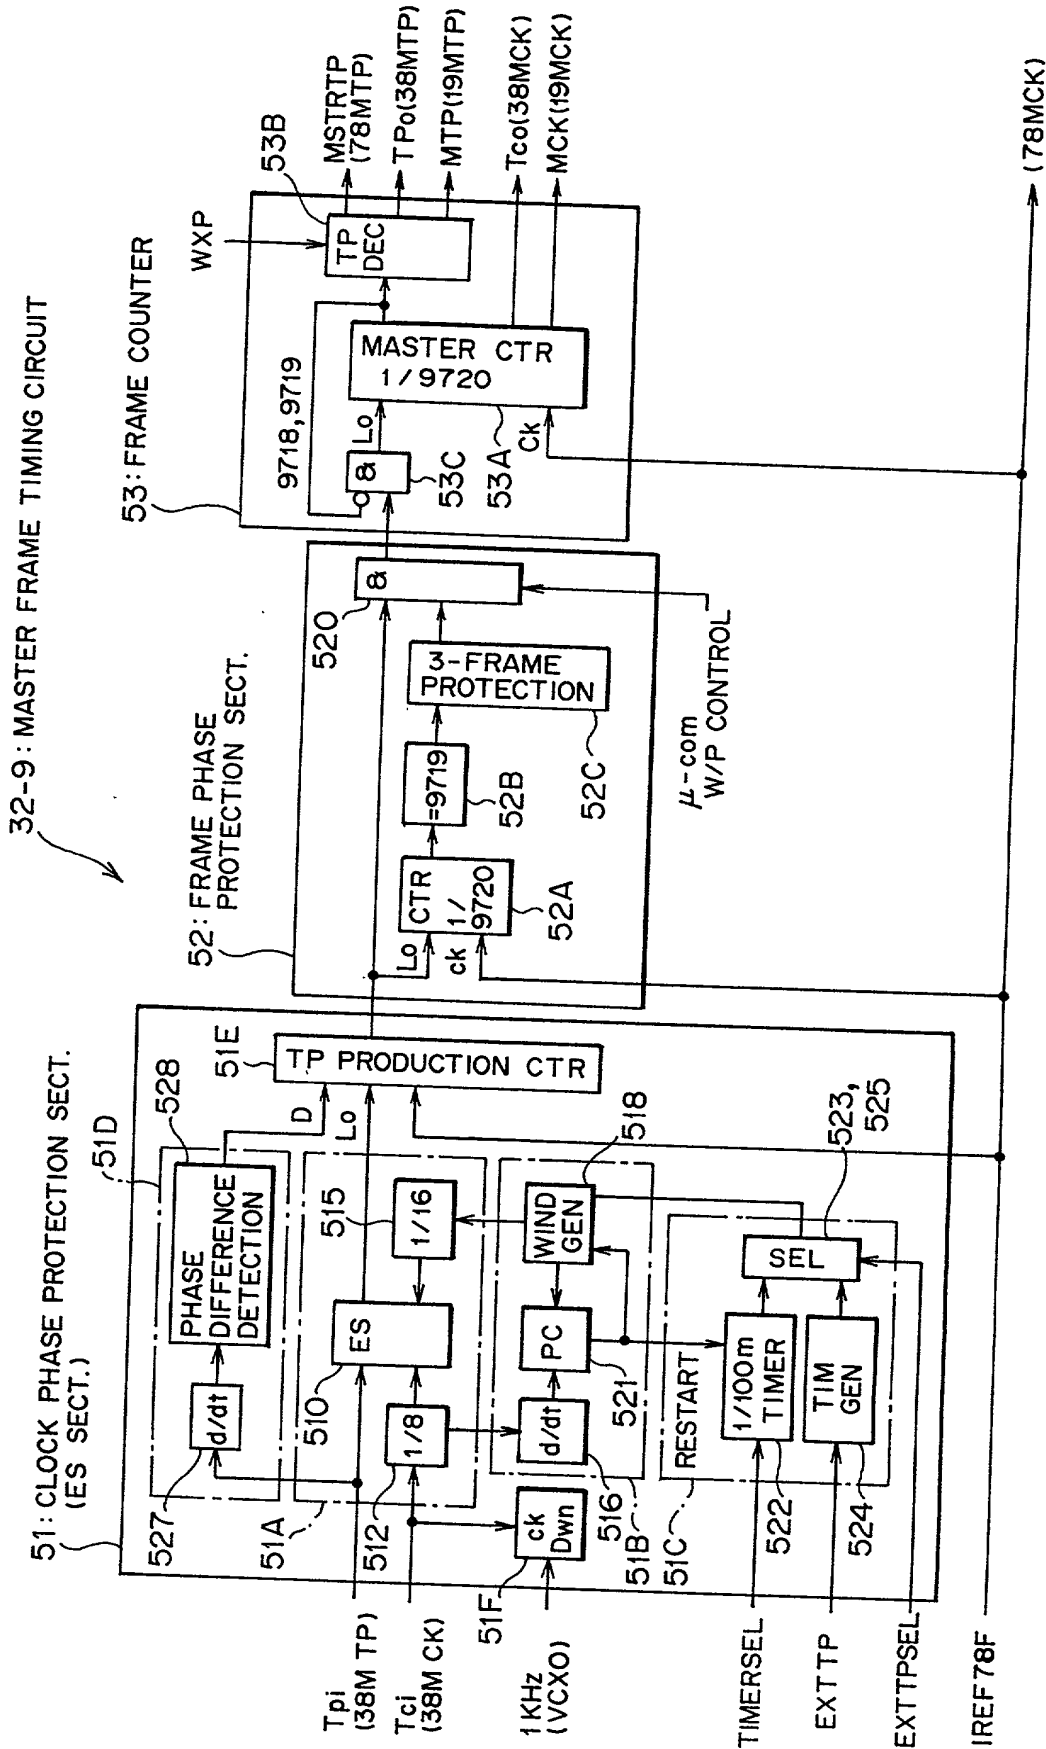 32-9: MASTER FRAME TIMING CIRCUIT
51: CLOCK PHASE PROTECTION SECT.
(ES SECT.)
51D
527
528
d/dt
PHASE
DIFFERENCE
DETECTION
D
51E
TP PRODUCTION CTR
Lo
51A
510
515
512
1/8
ES
1/16
Tpi
(38M TP)
Tci
(38M CK)
51F
ck
Dwn
1KHz
(VCXO)
516
51B
d/dt
PC
521
WIND
GEN
518
51C
RESTART
522
1/100m
TIMER
524
TIM
GEN
SEL
523,
525
TIMERSEL
EXTTP
EXTTPSEL
IREF78F
52: FRAME PHASE
PROTECTION SECT.
Lo
ck
CTR
1/
9720
52A
=9719
52B
3-FRAME
PROTECTION
52C
520
&
μ-com
W/P CONTROL
53: FRAME COUNTER
9718, 9719
&
53C
Lo
Ck
MASTER CTR
1/9720
53A
WXP
TP
DEC
53B
MSTRTP
(78MTP)
TPo(38MTP)
MTP(19MTP)
Tco(38MCK)
MCK(19MCK)
(78MCK)